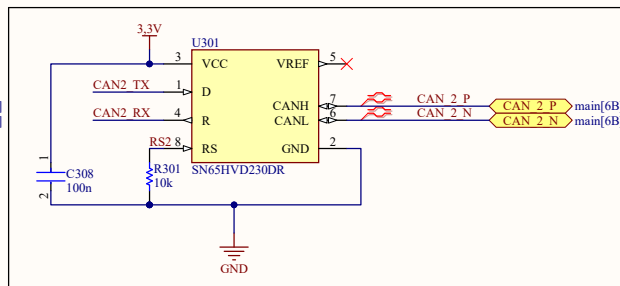 3,3V
U301
3 VCC VREF 5
CAN2_TX 1 D
CANH 7 CAN_2_P CAN_2_P main[6B
CAN2_RX 4 R CANL 6 CAN_2_N CAN_2_N main[6B
RS2 8 RS GND 2
SN65HVD230DR
1
C308
100n
2
R301
10k
GND